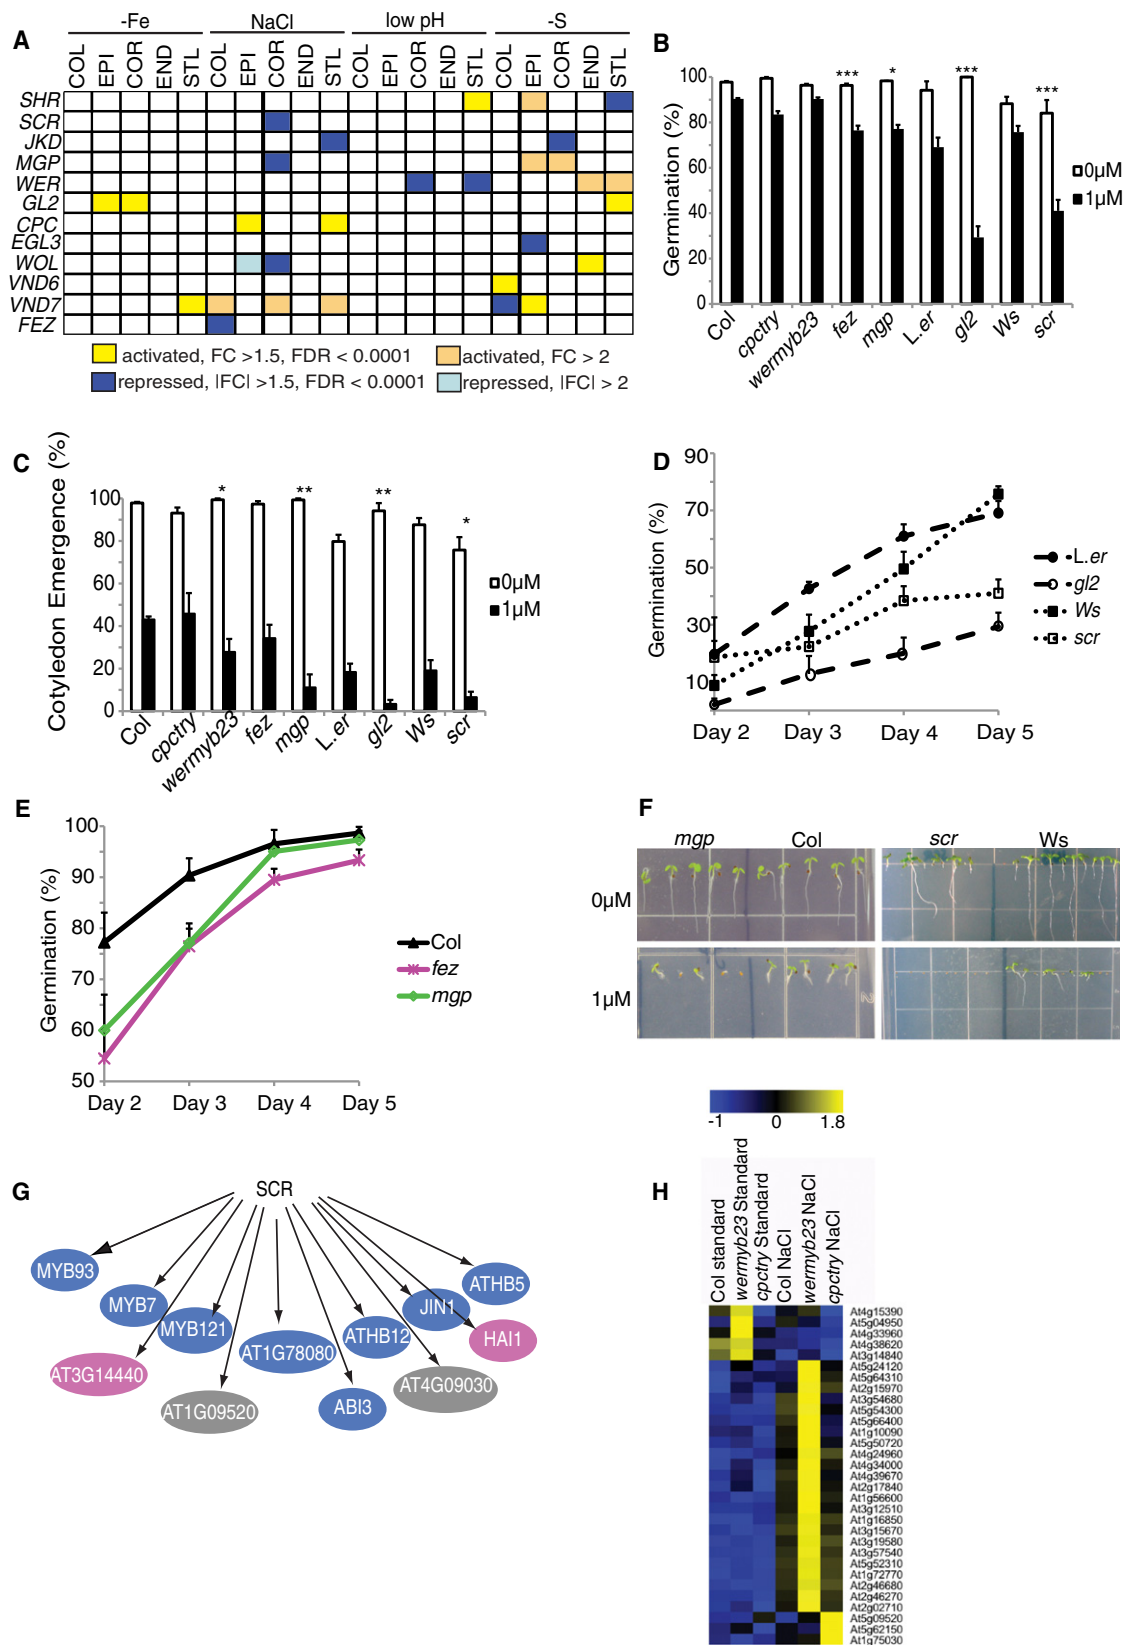 A
-Fe NaCl low pH -S
COL EPI COR END STL COL EPI COR END STL COL EPI COR END STL COL EPI COR END STL
SHR
SCR
JKD
MGP
WER
GL2
CPC
EGL3
WOL
VND6
VND7
FEZ
activated, FC >1.5, FDR < 0.0001
activated, FC > 2
repressed, |FC| >1.5, FDR < 0.0001
repressed, |FC| > 2
B
Germination (%)
100
80
60
40
20
0
*** * *** ***
0µM
1µM
Col cpctry wermyb23 fez mgp L.er gl2 Ws scr
C
Cotyledon Emergence (%)
100
80
60
40
20
0
* ** ** *
0µM
1µM
Col cpctry wermyb23 fez mgp L.er gl2 Ws scr
D
Germination (%)
90
70
50
30
10
Day 2 Day 3 Day 4 Day 5
L.er
gl2
Ws
scr
E
Germination (%)
100
90
80
70
60
50
Day 2 Day 3 Day 4 Day 5
Col
fez
mgp
F
mgp Col scr Ws
0µM
1µM
G
SCR
MYB93
MYB7
MYB121
AT3G14440
AT1G09520
AT1G78080
ABI3
ATHB12
AT4G09030
JIN1
HAI1
ATHB5
H
-1 0 1.8
Col standard
wermyb23 Standard
cpctry Standard
Col NaCl
wermyb23 NaCl
cpctry NaCl
At4g15390
At5g04950
At4g33960
At4g38620
At3g14840
At5g24120
At5g64310
At2g15970
At3g54680
At5g54300
At5g66400
At1g10090
At5g50720
At4g24960
At4g34000
At4g39670
At2g17840
At1g56600
At3g12510
At1g16850
At3g15670
At3g19580
At3g57540
At5g52310
At1g72770
At2g46680
At2g46270
At2g02710
At5g09520
At5g62150
At1g75030